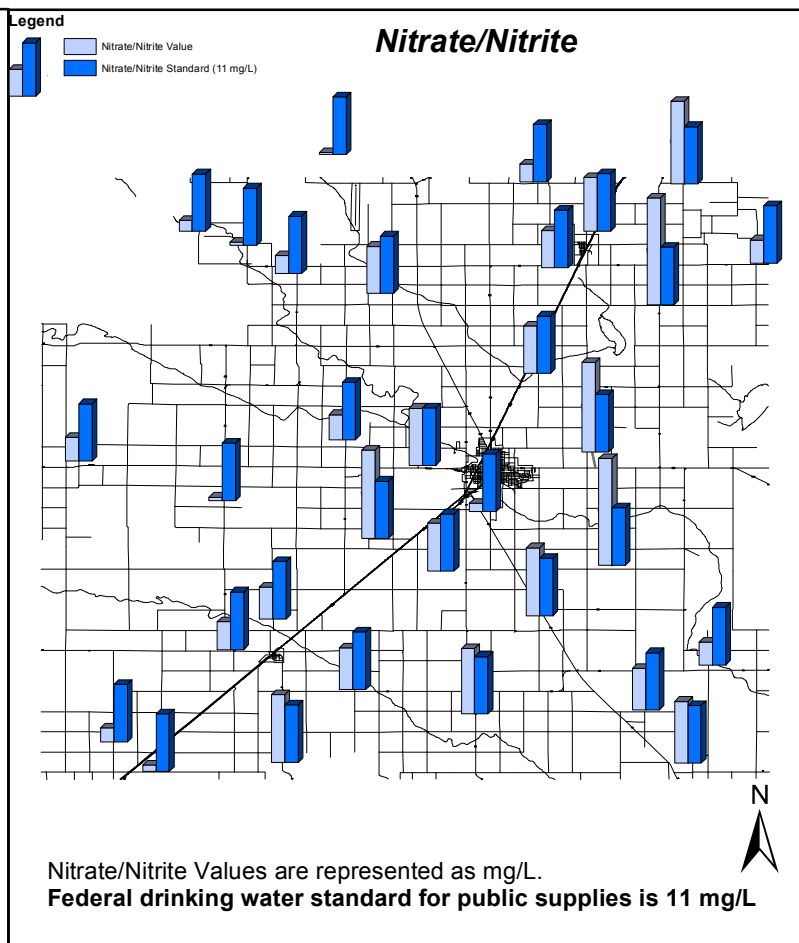 Legend
Nitrate/Nitrite
Nitrate/Nitrite Value
Nitrate/Nitrite Standard (11 mg/L)
N
Nitrate/Nitrite Values are represented as mg/L.
Federal drinking water standard for public supplies is 11 mg/L